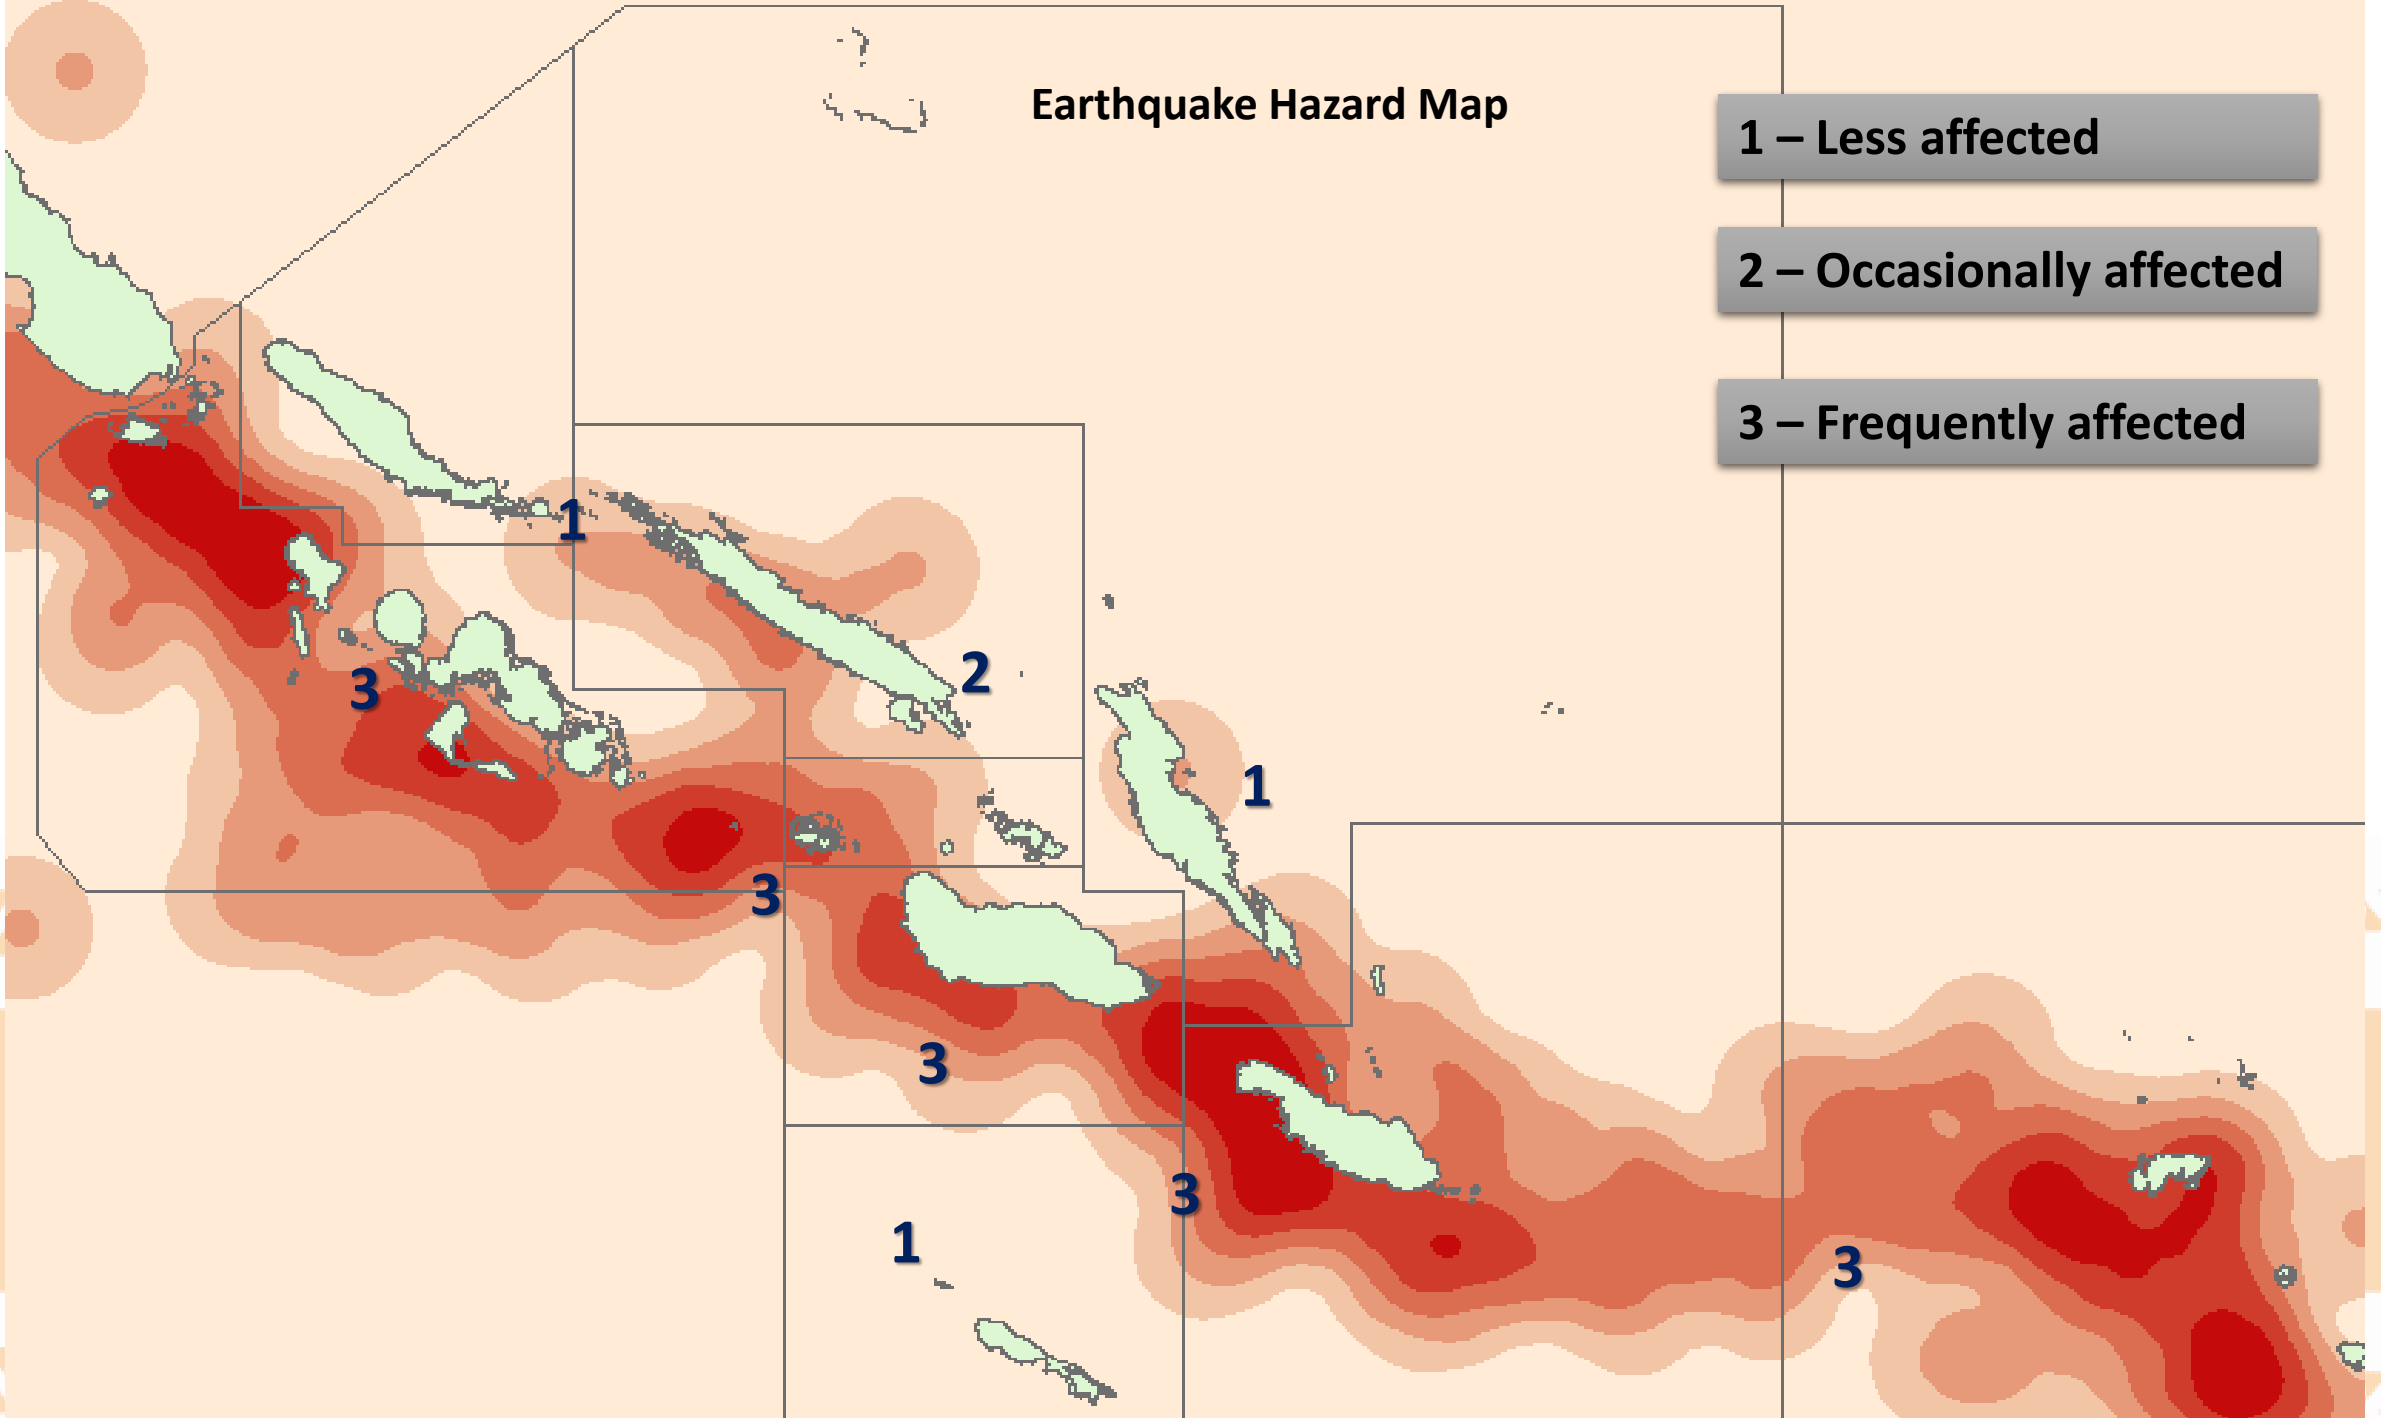 Earthquake Hazard Map
1 – Less affected
2 – Occasionally affected
3 – Frequently affected
1
2
3
1
3
3
3
1
3